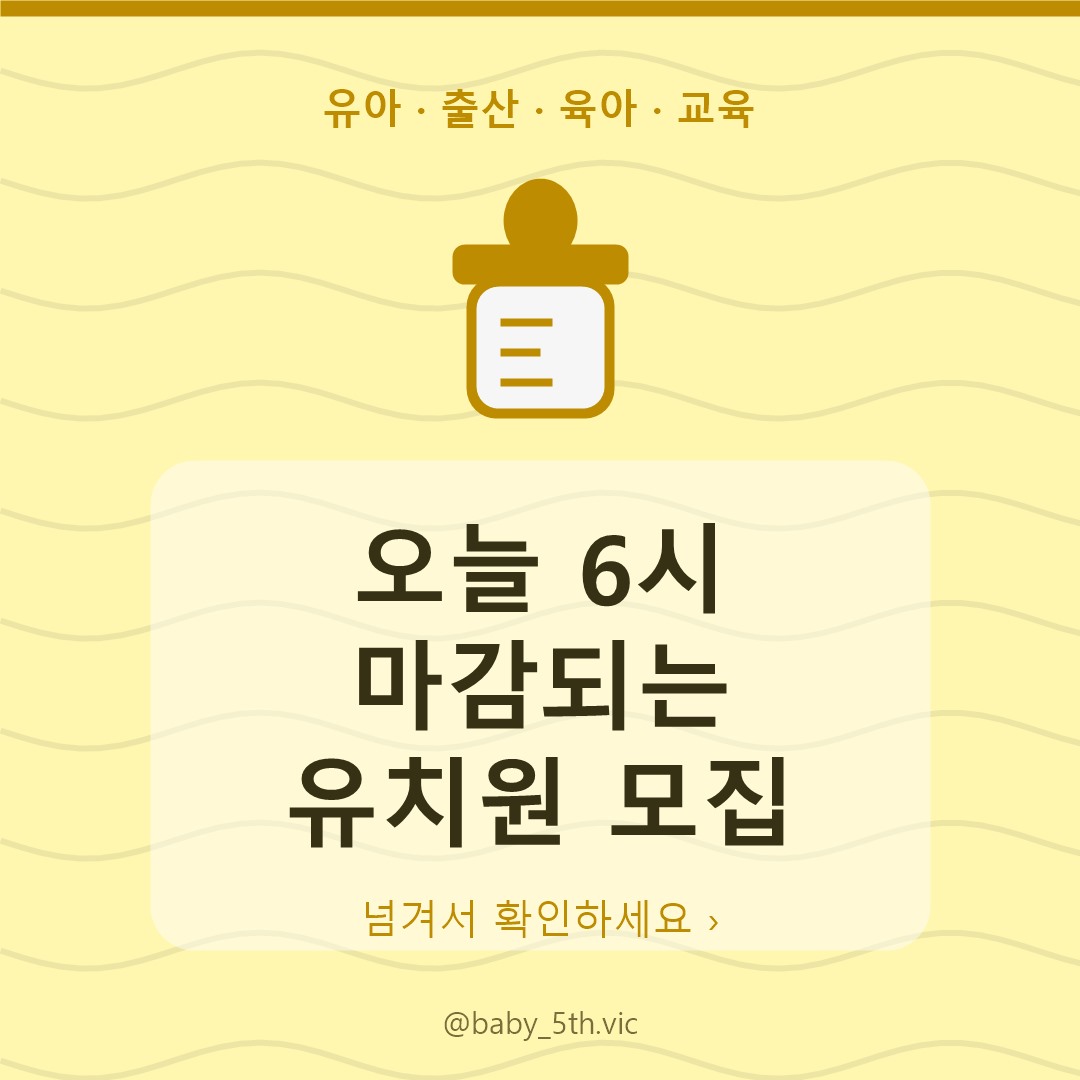 유아 · 출산 · 육아 · 교육
오늘 6시
마감되는
유치원 모집
넘겨서 확인하세요 ›
@baby_5th.vic